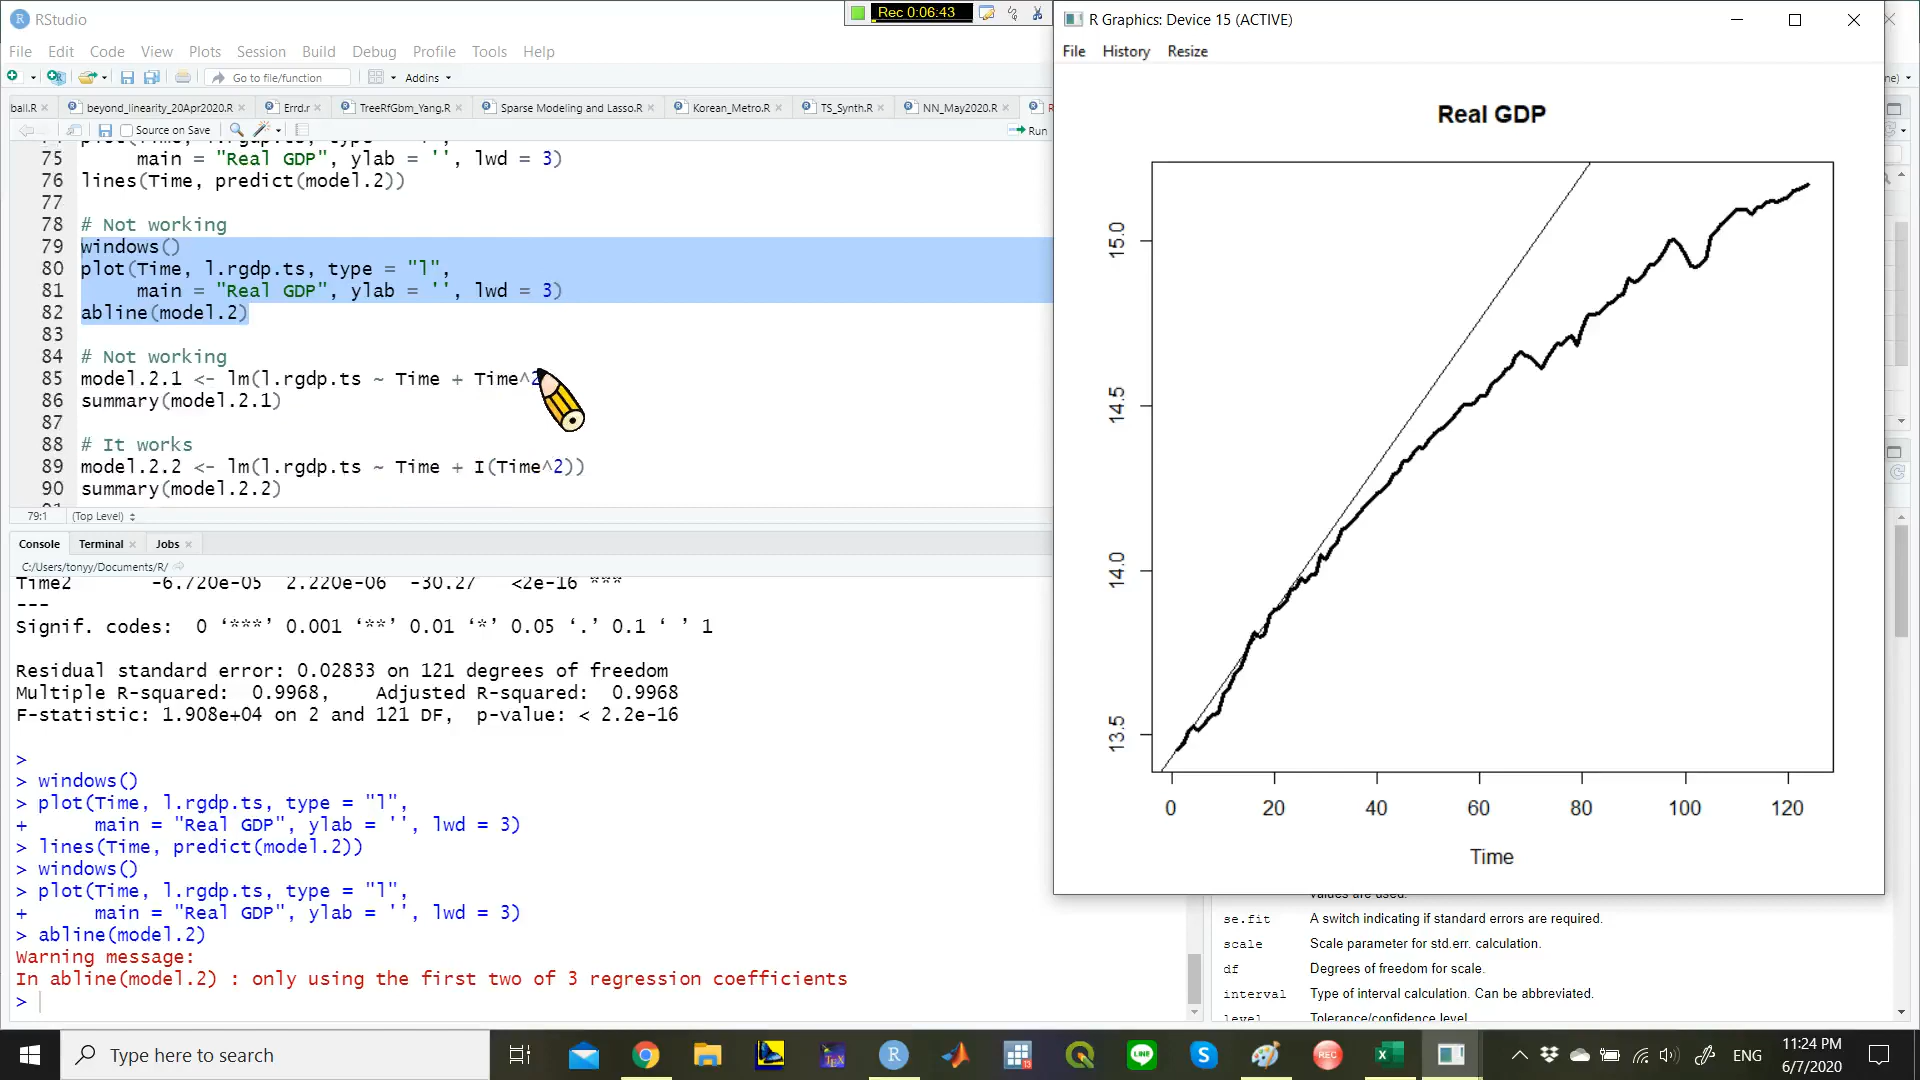 RStudio
Rec 0:06:43
File Edit Code View Plots Session Build Debug Profile Tools Help
Go to file/function
Addins
ball.R
beyond_linearity_20Apr2020.R
Errd.r
TreeRfGbm_Yang.R
Sparse Modeling and Lasso.R
Korean_Metro.R
TS_Synth.R
NN_May2020.R
Source on Save
Run
75 main = "Real GDP", ylab = '', lwd = 3)
76 lines(Time, predict(model.2))
77
78 # Not working
79 windows()
80 plot(Time, l.rgdp.ts, type = "l",
81 main = "Real GDP", ylab = '', lwd = 3)
82 abline(model.2)
83
84 # Not working
85 model.2.1 <- lm(l.rgdp.ts ~ Time + Time^2
86 summary(model.2.1)
87
88 # It works
89 model.2.2 <- lm(l.rgdp.ts ~ Time + I(Time^2))
90 summary(model.2.2)
79:1 (Top Level)
Console Terminal Jobs
C:/Users/tonyy/Documents/R/
Time2 -6.720e-05 2.220e-06 -30.27 <2e-16 ***
---
Signif. codes: 0 ‘***’ 0.001 ‘**’ 0.01 ‘*’ 0.05 ‘.’ 0.1 ‘ ’ 1
Residual standard error: 0.02833 on 121 degrees of freedom
Multiple R-squared: 0.9968, Adjusted R-squared: 0.9968
F-statistic: 1.908e+04 on 2 and 121 DF, p-value: < 2.2e-16
>
> windows()
> plot(Time, l.rgdp.ts, type = "l",
+ main = "Real GDP", ylab = '', lwd = 3)
> lines(Time, predict(model.2))
> windows()
> plot(Time, l.rgdp.ts, type = "l",
+ main = "Real GDP", ylab = '', lwd = 3)
> abline(model.2)
Warning message:
In abline(model.2) : only using the first two of 3 regression coefficients
>
R Graphics: Device 15 (ACTIVE)
File History Resize
Real GDP
15.0
14.5
14.0
13.5
0 20 40 60 80 100 120
Time
values are used.
se.fit A switch indicating if standard errors are required.
scale Scale parameter for std.err. calculation.
df Degrees of freedom for scale.
interval Type of interval calculation. Can be abbreviated.
level Tolerance/confidence level
Type here to search
ENG
11:24 PM
6/7/2020